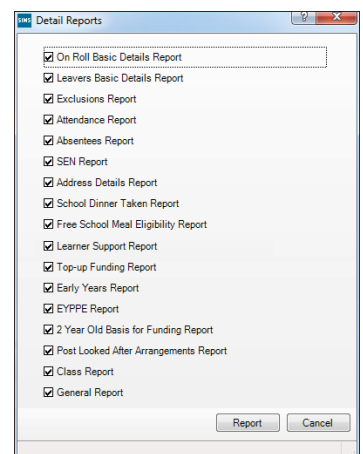 SIMS Detail Reports ? X
On Roll Basic Details Report
Leavers Basic Details Report
Exclusions Report
Attendance Report
Absentees Report
SEN Report
Address Details Report
School Dinner Taken Report
Free School Meal Eligibility Report
Learner Support Report
Top-up Funding Report
Early Years Report
EYPPE Report
2 Year Old Basis for Funding Report
Post Looked After Arrangements Report
Class Report
General Report
Report Cancel